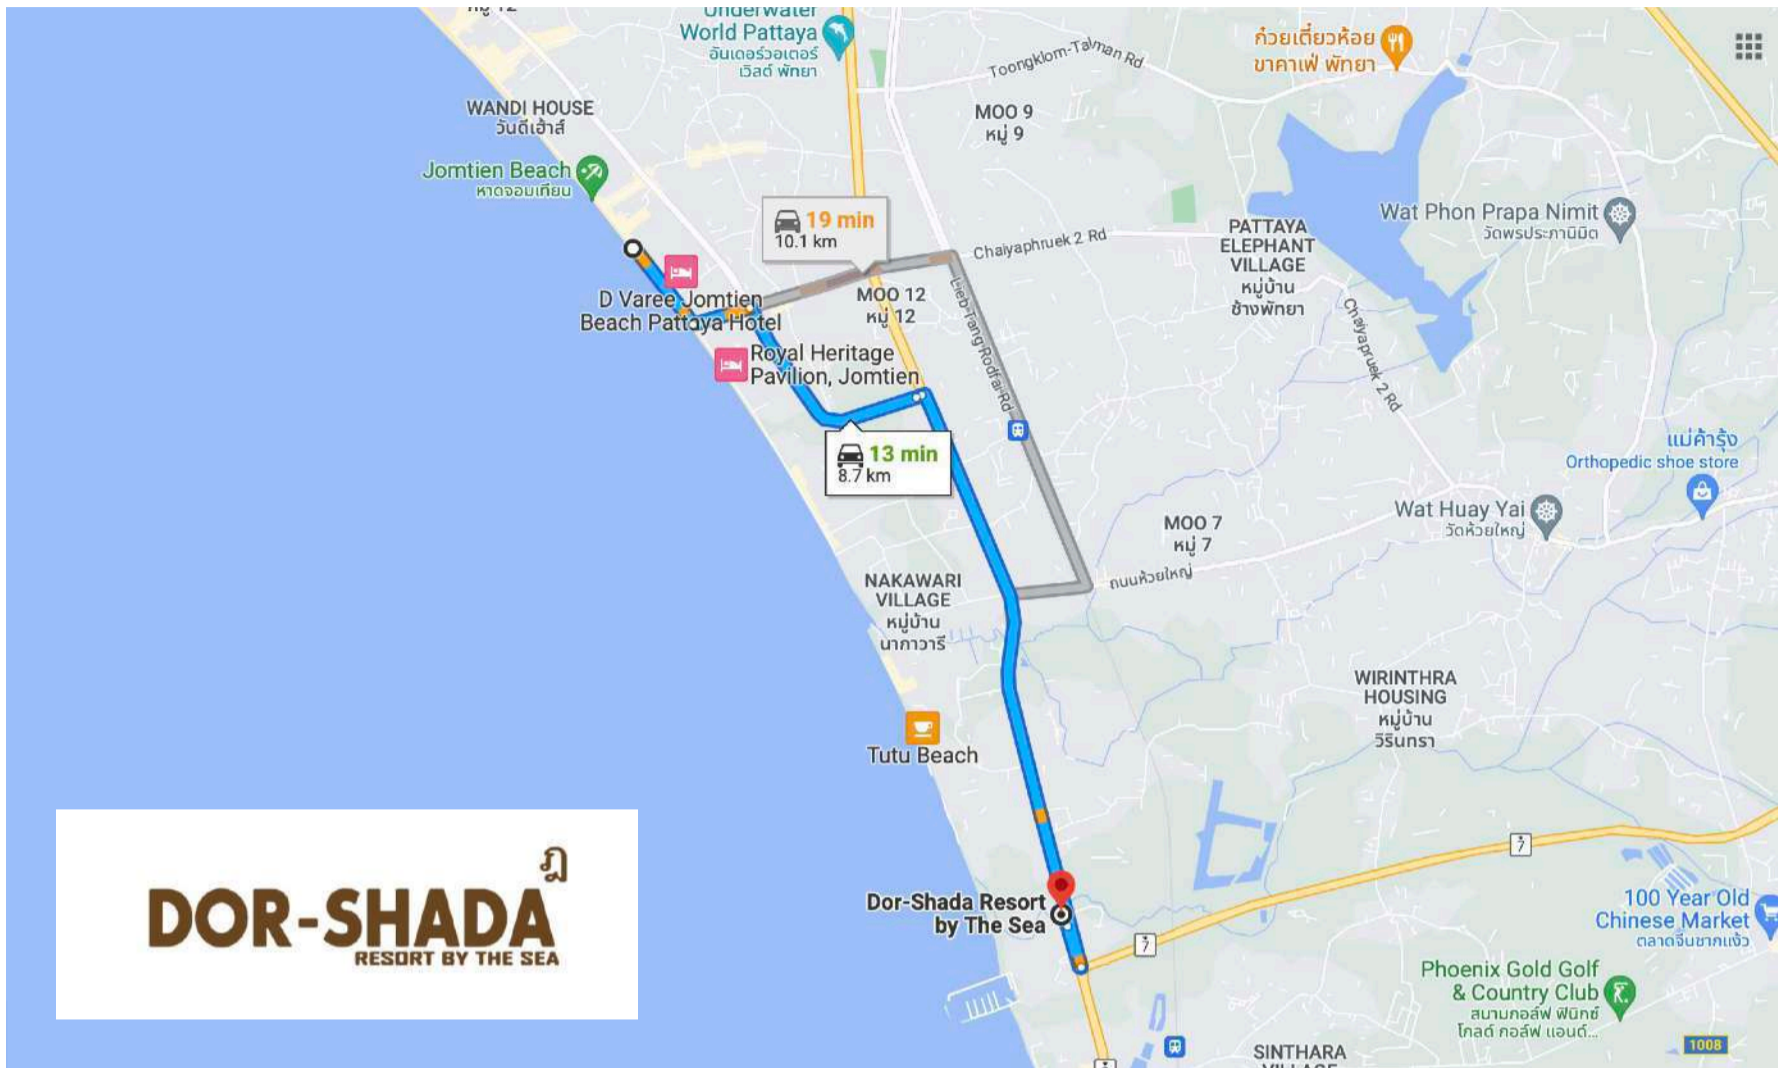 หมู่ 12
Underwater
World Pattaya
อันเดอร์วอเตอร์
เวิลด์ พัทยา
ก๋วยเตี๋ยวห้อย
ขาคาเฟ่ พัทยา
Toongklom-Talman Rd
WANDI HOUSE
วันดีเฮ้าส์
MOO 9
หมู่ 9
Jomtien Beach
หาดจอมเทียน
19 min
10.1 km
Chaiyaphruek 2 Rd
PATTAYA
ELEPHANT
VILLAGE
หมู่บ้าน
ช้างพัทยา
Wat Phon Prapa Nimit
วัดพรประภานิมิต
D Varee Jomtien
Beach Pattaya Hotel
MOO 12
หมู่ 12
Lieb-Tang-Rodfai-Rd
Chaiyapruek 2 Rd
Royal Heritage
Pavilion, Jomtien
13 min
8.7 km
แม่ค้ารุ้ง
Orthopedic shoe store
Wat Huay Yai
วัดห้วยใหญ่
MOO 7
หมู่ 7
ถนนห้วยใหญ่
NAKAWARI
VILLAGE
หมู่บ้าน
นากาวารี
WIRINTHRA
HOUSING
หมู่บ้าน
วิรินทรา
Tutu Beach
7
Dor-Shada Resort
by The Sea
7
100 Year Old
Chinese Market
ตลาดจีนชากแง้ว
ฎ
DOR-SHADA
RESORT BY THE SEA
Phoenix Gold Golf
& Country Club
สนามกอล์ฟ ฟินิกซ์
โกลด์ กอล์ฟ แอนด์...
1008
SINTHARA
VILLAGE